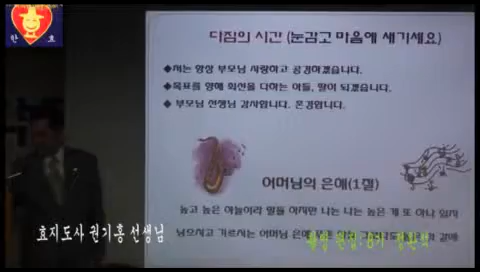 한 효
다짐의 시간 (눈감고 마음에 새기세요)
◆저는 항상 부모님 사랑하고 공경하겠습니다.
◆목표를 향해 최선을 다하는 아들, 딸이 되겠습니다.
◆ 부모님 선생님 감사합니다. 존경합니다.
어머님의 은혜(1절)
높고 높은 하늘이라 말들 하지만 나는 나는 높은 게 또 하나 있지
낳으시고 기르시는 어머님 은혜
효지도사 권기홍 선생님